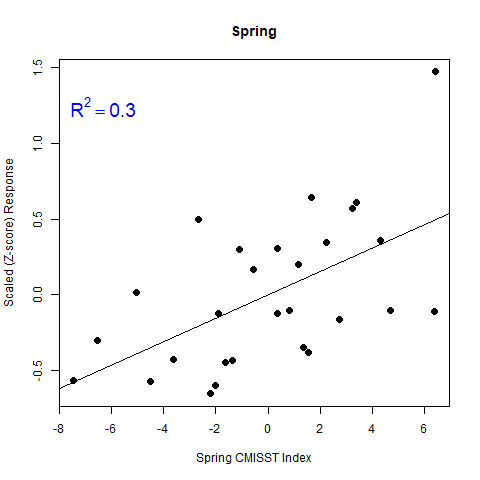 Spring
R² = 0.3
Scaled (Z-score) Response
1.5
1.0
0.5
0.0
-0.5
-8 -6 -4 -2 0 2 4 6
Spring CMISST Index